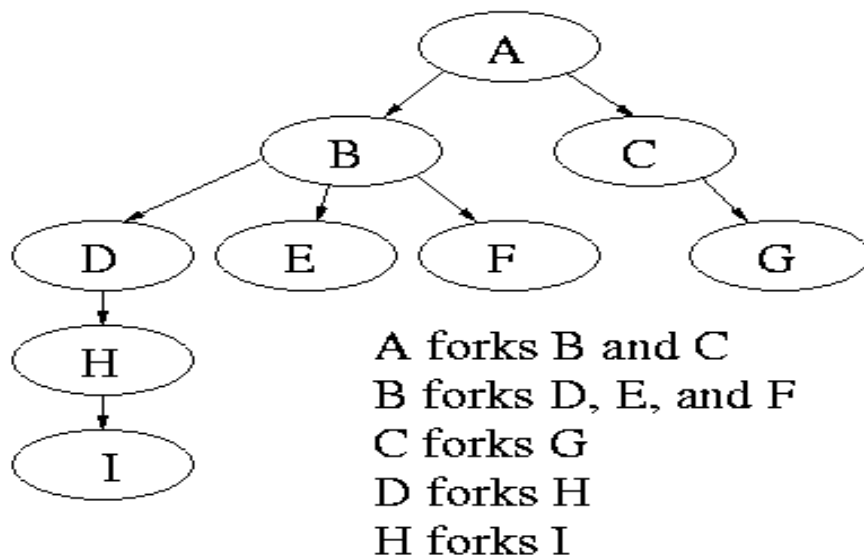 A
B C
D E F G
H
I
A forks B and C
B forks D, E, and F
C forks G
D forks H
H forks I